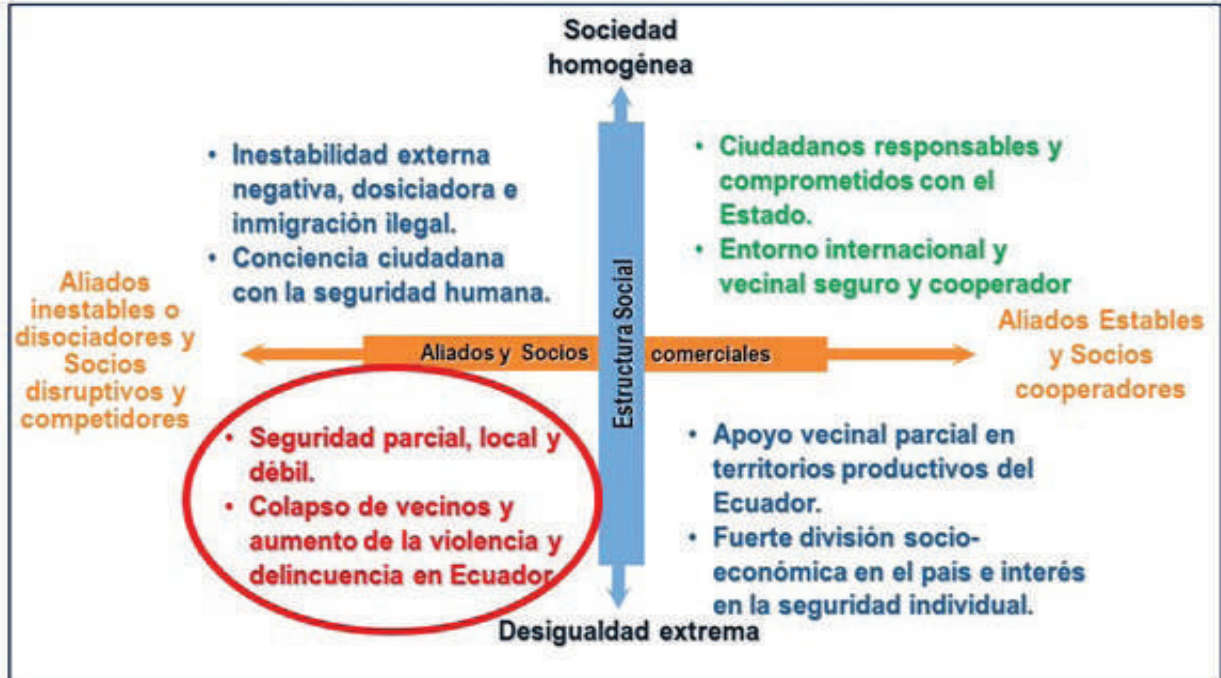 Sociedad
homogénea
• Inestabilidad externa
negativa, dosiciadora e
inmigración ilegal.
• Conciencia ciudadana
con la seguridad humana.
• Ciudadanos responsables y
comprometidos con el
Estado.
• Entorno internacional y
vecinal seguro y cooperador
Aliados
inestables o
disociadores y
Socios
disruptivos y
competidores
Aliados y Socios comerciales
Estructura Social
Aliados Estables
y Socios
cooperadores
• Seguridad parcial, local y
débil.
• Colapso de vecinos y
aumento de la violencia y
delincuencia en Ecuador
• Apoyo vecinal parcial en
territorios productivos del
Ecuador.
• Fuerte división socio-
económica en el pais e interés
en la seguridad individual.
Desigualdad extrema